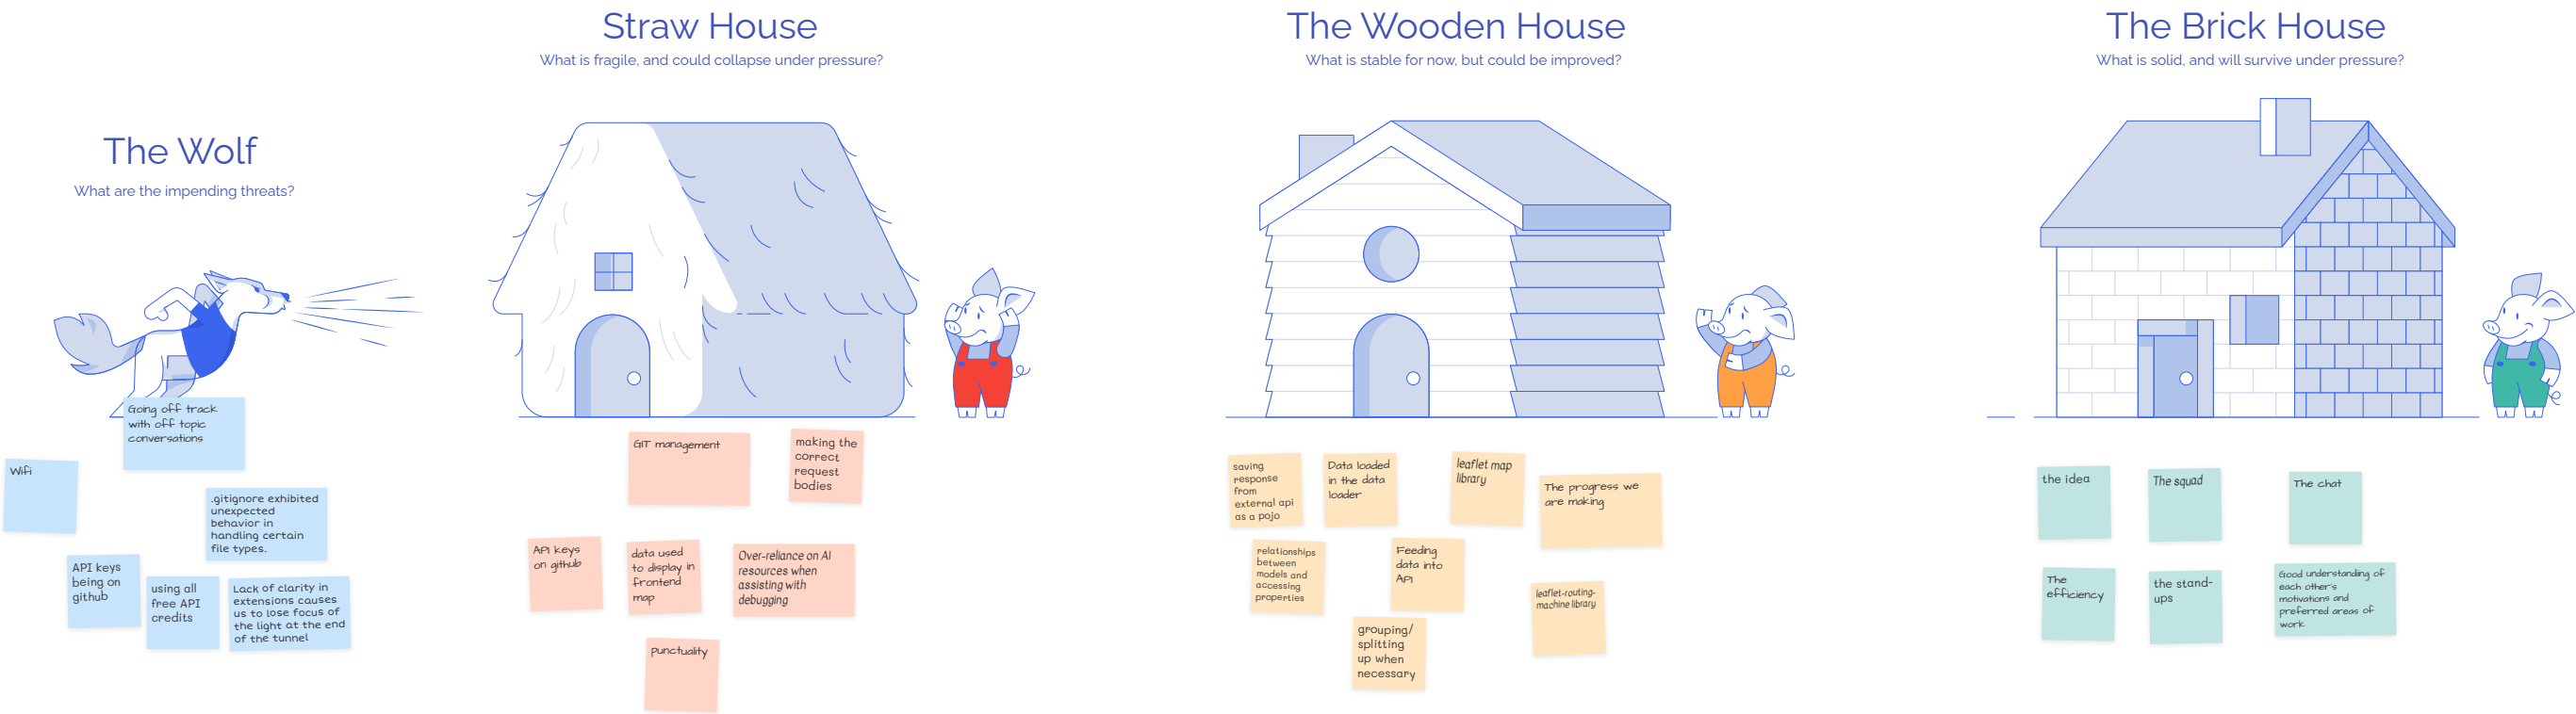 The Wolf
What are the impending threats?
Going off track
with off topic
conversations
Wifi
.gitignore exhibited
unexpected
behavior in
handling certain
file types.
API keys
being on
github
using all
free API
credits
Lack of clarity in
extensions causes
us to lose focus of
the light at the end
of the tunnel
Straw House
What is fragile, and could collapse under pressure?
GIT management
making the
correct
request
bodies
API keys
on github
data used
to display in
frontend
map
Over-reliance on AI
resources when
assisting with
debugging
Punctuality
The Wooden House
What is stable for now, but could be improved?
saving
response
from
external api
as a pojo
Data loaded
in the data
loader
leaflet map
library
The progress we
are making
relationships
between
models and
accessing
properties
Feeding
data into
API
leaflet-routing-
machine library
grouping/
splitting
up when
necessary
The Brick House
What is solid, and will survive under pressure?
the idea
The squad
The chat
The
efficiency
the stand-
ups
Good understanding of
each other's
motivations and
preferred areas of
work